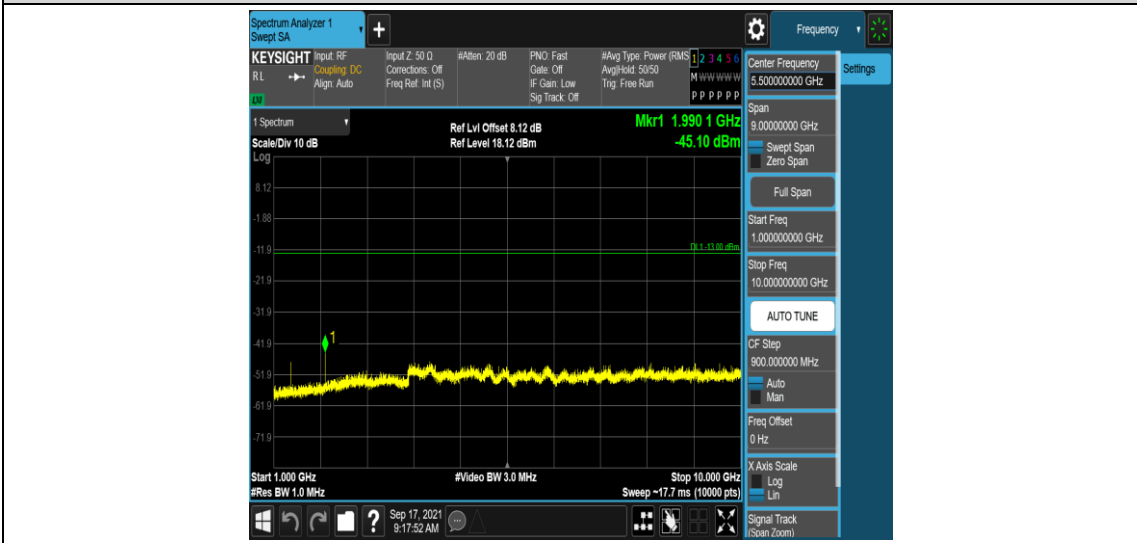 Spectrum Analyzer 1
Swept SA
+
Frequency
KEYSIGHT
R L
Input: RF
Coupling: DC
Align: Auto
Input Z: 50 Ω
Corrections: Off
Freq Ref: Int (S)
#Atten: 20 dB
PNO: Fast
Gate: Off
IF Gain: Low
Sig Track: Off
#Avg Type: Power (RMS
Avg|Hold: 50/50
Trig: Free Run
1 2 3 4 5 6
M W W W W W
P P P P P P
1 Spectrum
Scale/Div 10 dB
Log
Ref Lvl Offset 8.12 dB
Ref Level 18.12 dBm
Mkr1 1.990 1 GHz
-45.10 dBm
8.12
-1.88
-11.9
DL1 -13.00 dBm
-21.9
-31.9
-41.9
1
-51.9
-61.9
-71.9
Start 1.000 GHz
#Video BW 3.0 MHz
Stop 10.000 GHz
#Res BW 1.0 MHz
Sweep ~17.7 ms (10000 pts)
?
Sep 17, 2021
9:17:52 AM
Center Frequency
5.500000000 GHz
Settings
Span
9.00000000 GHz
Swept Span
Zero Span
Full Span
Start Freq
1.000000000 GHz
Stop Freq
10.000000000 GHz
AUTO TUNE
CF Step
900.000000 MHz
Auto
Man
Freq Offset
0 Hz
X Axis Scale
Log
Lin
Signal Track
(Span Zoom)